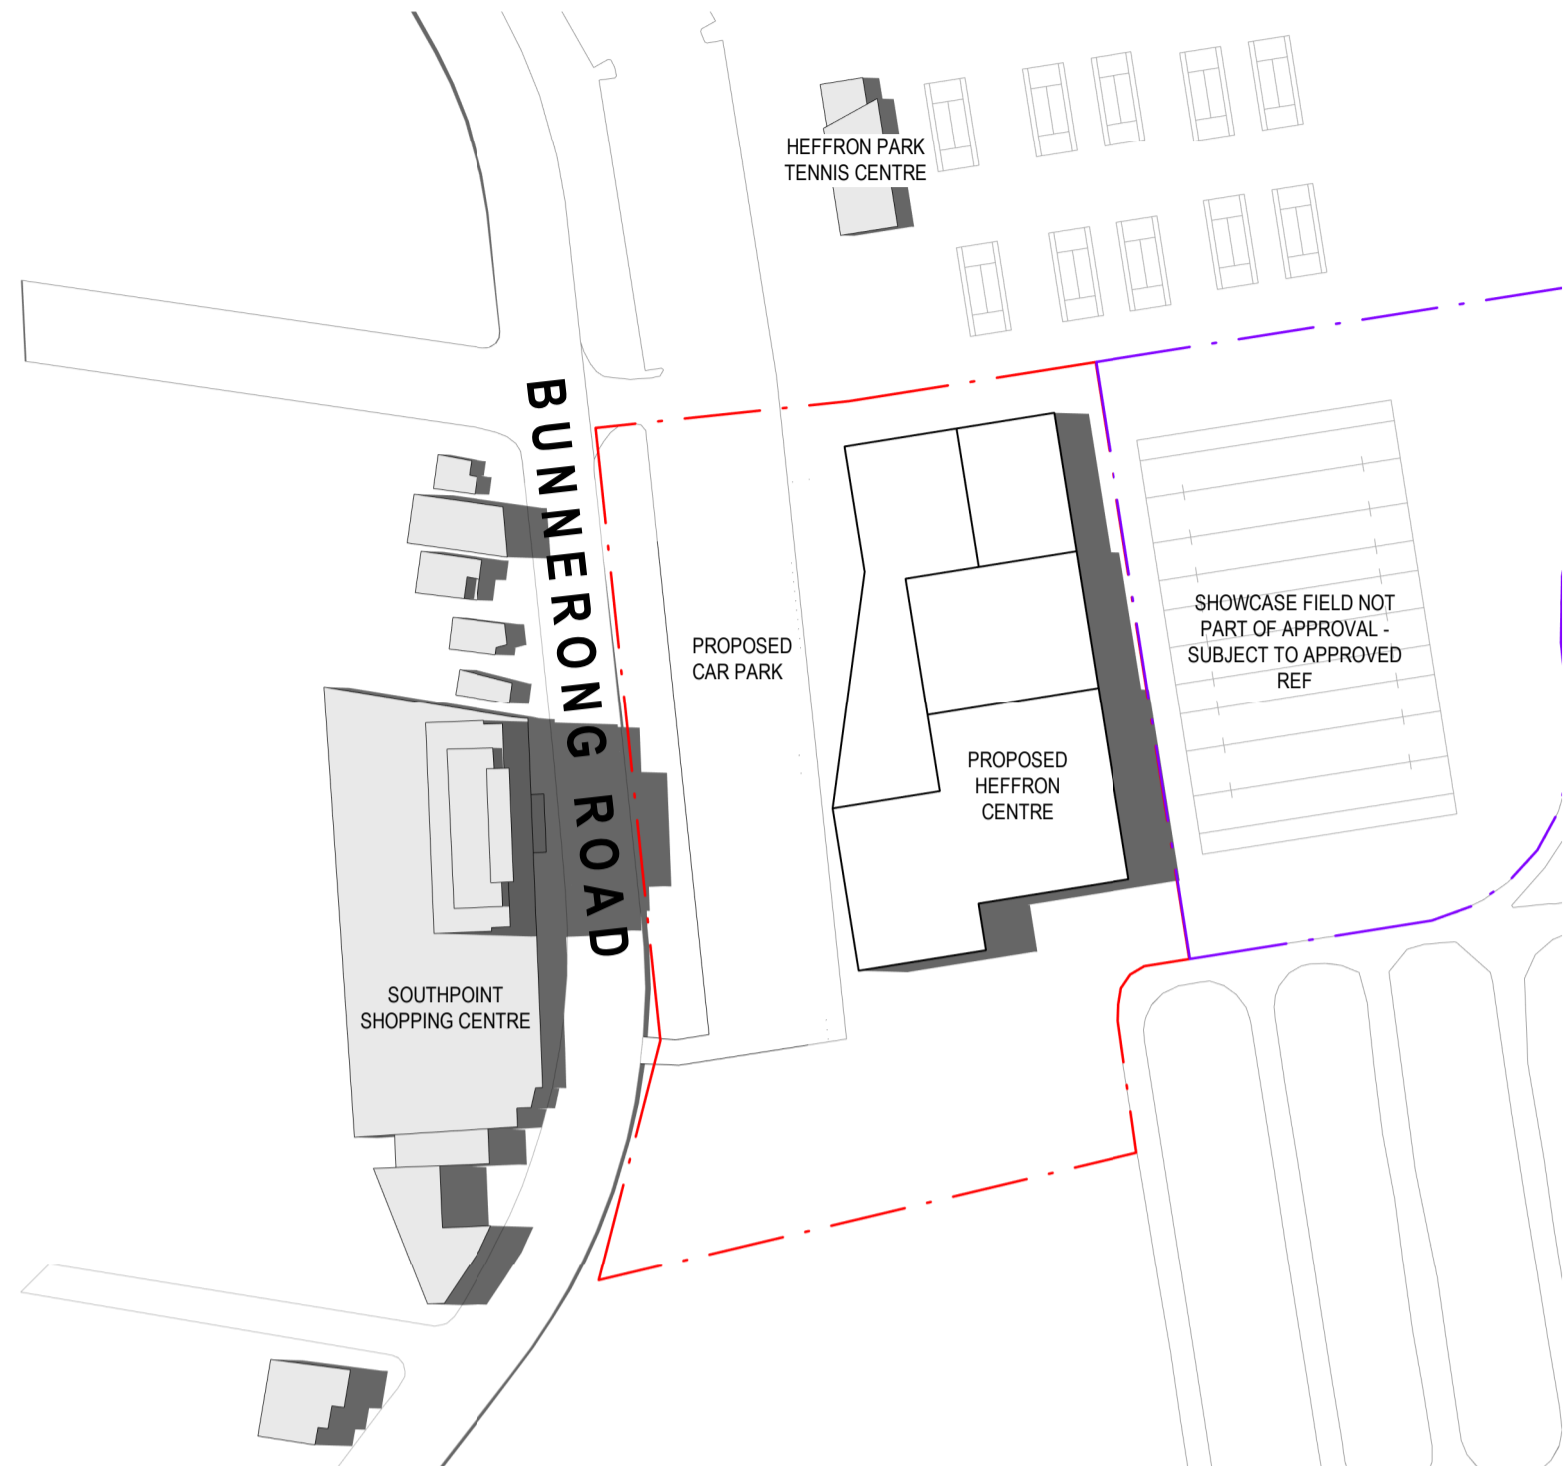 HEFFRON PARK
TENNIS CENTRE
BUNNERONG ROAD
PROPOSED
CAR PARK
SHOWCASE FIELD NOT
PART OF APPROVAL -
SUBJECT TO APPROVED
REF
PROPOSED
HEFFRON
CENTRE
SOUTHPOINT
SHOPPING CENTRE